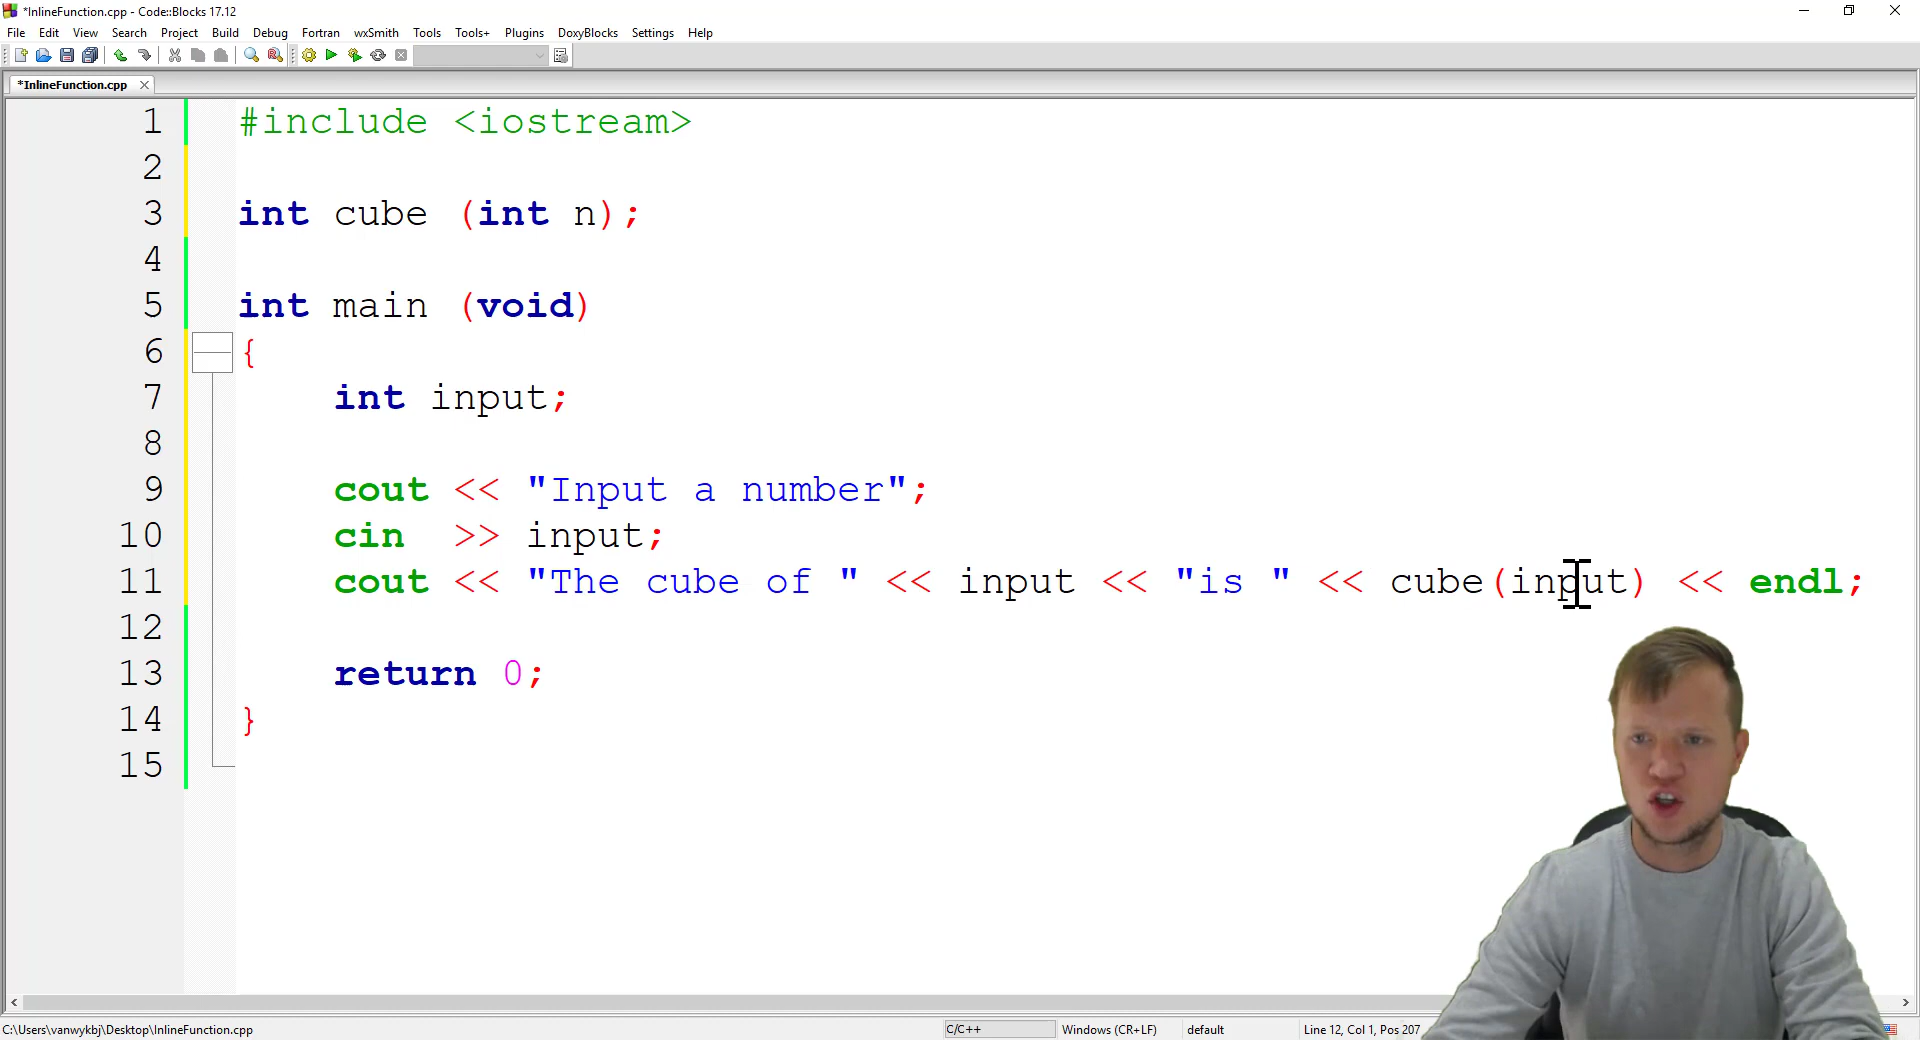 *InlineFunction.cpp - Code::Blocks 17.12
File Edit View Search Project Build Debug Fortran wxSmith Tools Tools+ Plugins DoxyBlocks Settings Help
*InlineFunction.cpp
1 #include <iostream>
2
3 int cube (int n);
4
5 int main (void)
6 {
7 int input;
8
9 cout << "Input a number";
10 cin >> input;
11 cout << "The cube of " << input << "is " << cube(input) << endl;
12
13 return 0;
14 }
15
C:\Users\vanwykbj\Desktop\InlineFunction.cpp C/C++ Windows (CR+LF) default Line 12, Col 1, Pos 207